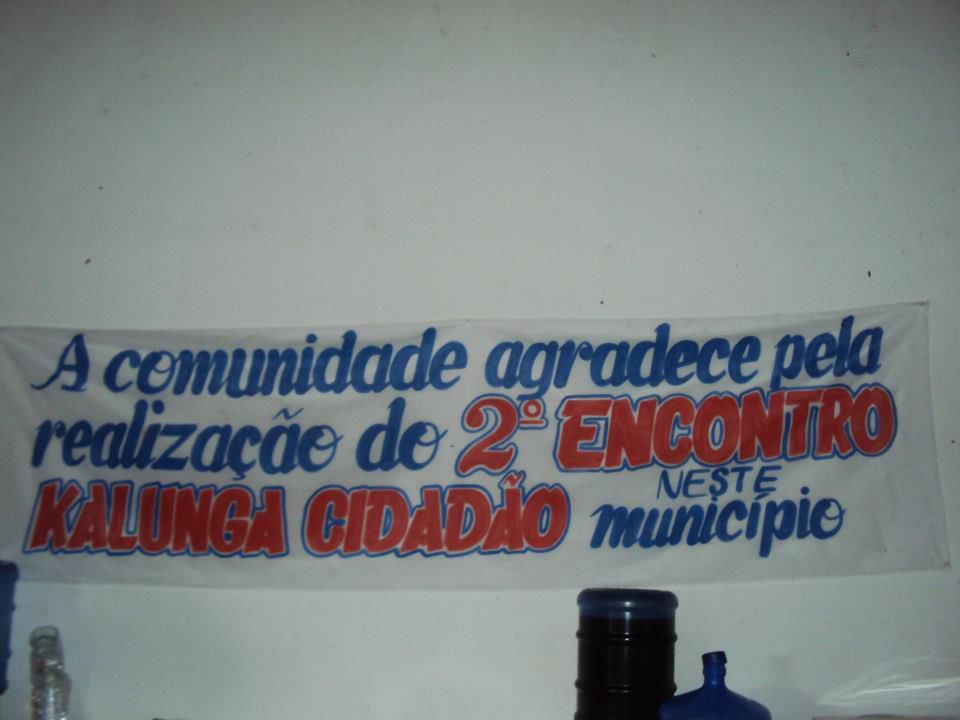 A comunidade agradece pela
realização do 2º ENCONTRO
KALUNGA CIDADÃO NESTE município